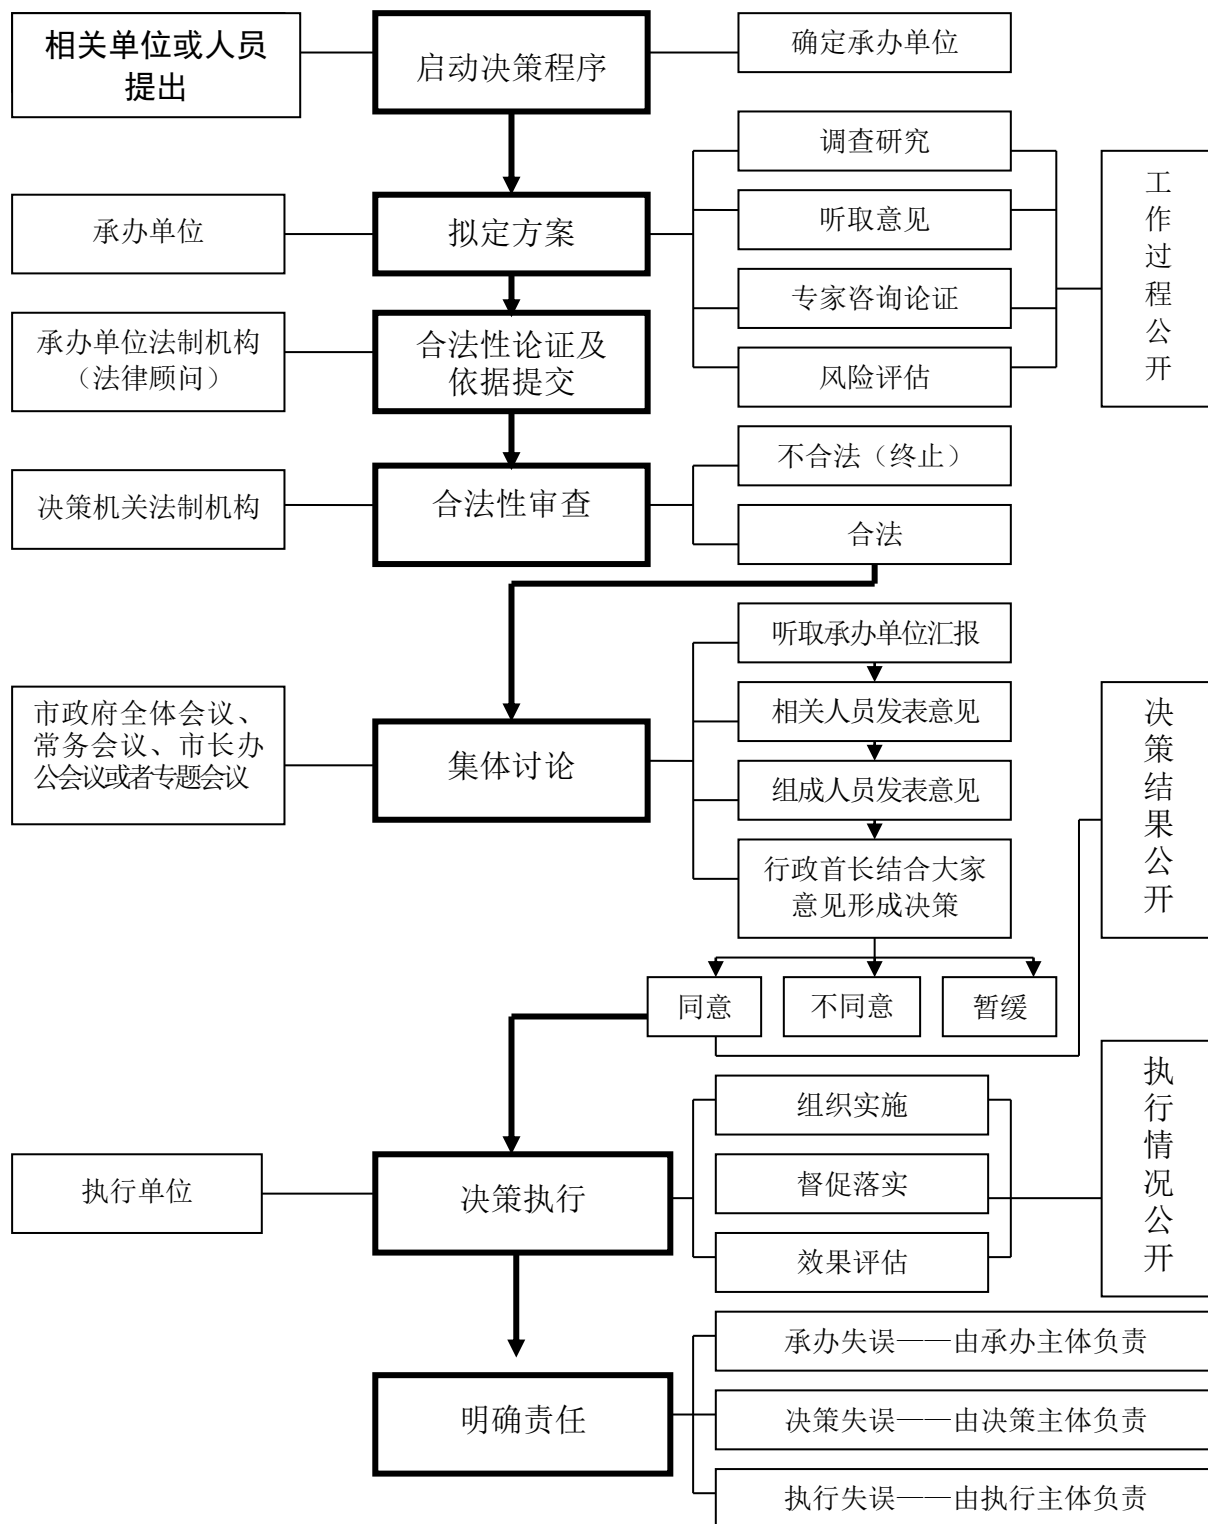 相关单位或人员
提出
启动决策程序
确定承办单位
调查研究
承办单位
拟定方案
听取意见
专家咨询论证
风险评估
工作过程公开
承办单位法制机构
（法律顾问）
合法性论证及
依据提交
决策机关法制机构
合法性审查
不合法（终止）
合法
听取承办单位汇报
市政府全体会议、
常务会议、市长办
公会议或者专题会议
集体讨论
相关人员发表意见
组成人员发表意见
行政首长结合大家
意见形成决策
决策结果公开
同意
不同意
暂缓
组织实施
执行单位
决策执行
督促落实
效果评估
执行情况公开
明确责任
承办失误——由承办主体负责
决策失误——由决策主体负责
执行失误——由执行主体负责